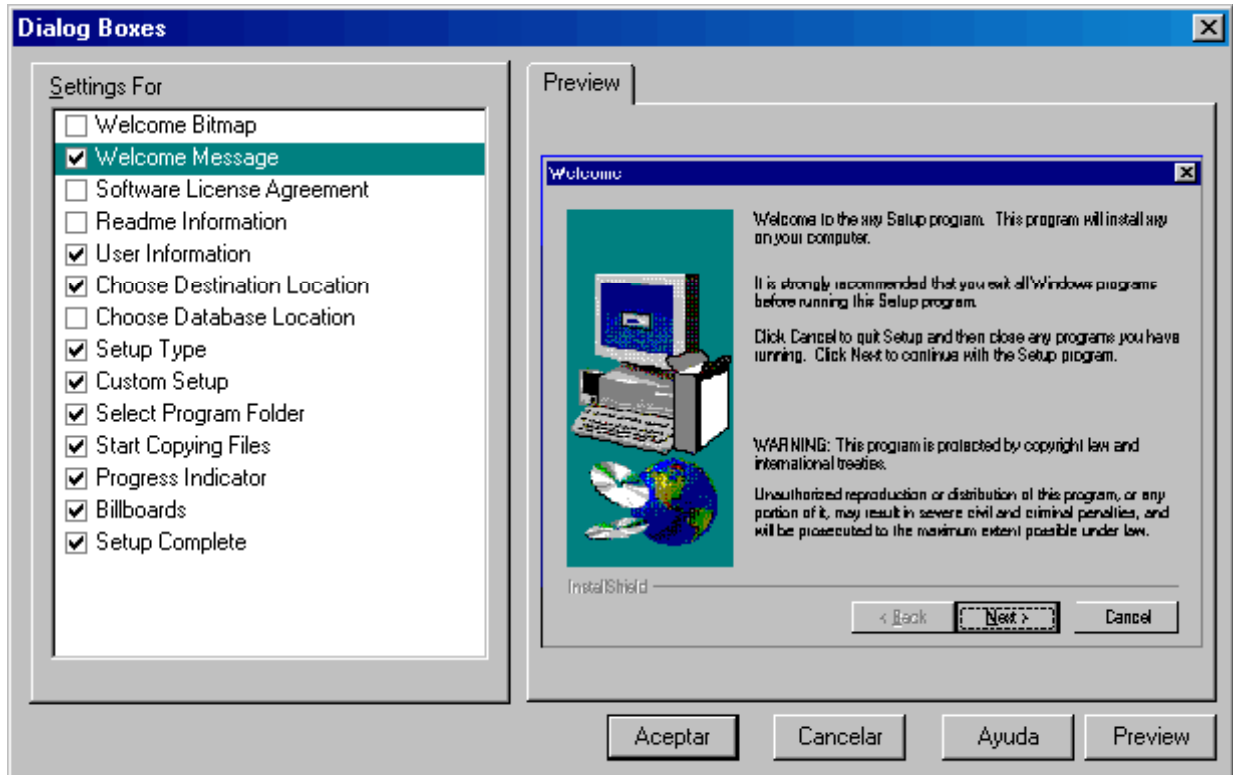 Dialog Boxes
Settings For
Welcome Bitmap
Welcome Message
Software License Agreement
Readme Information
User Information
Choose Destination Location
Choose Database Location
Setup Type
Custom Setup
Select Program Folder
Start Copying Files
Progress Indicator
Billboards
Setup Complete
Preview
Welcome
Welcome to the Setup program. This program will install
on your computer.
It is strongly recommended that you exit all Windows programs
before running this Setup program.
Click Cancel to quit Setup and then close any programs you have
running. Click Next to continue with the Setup program.
WARNING: This program is protected by copyright law and
international treaties.
Unauthorized reproduction or distribution of this program, or any
portion of it, may result in severe civil and criminal penalties, and
will be prosecuted to the maximum extent possible under law.
InstallShield
< Back
Next >
Cancel
Aceptar
Cancelar
Ayuda
Preview